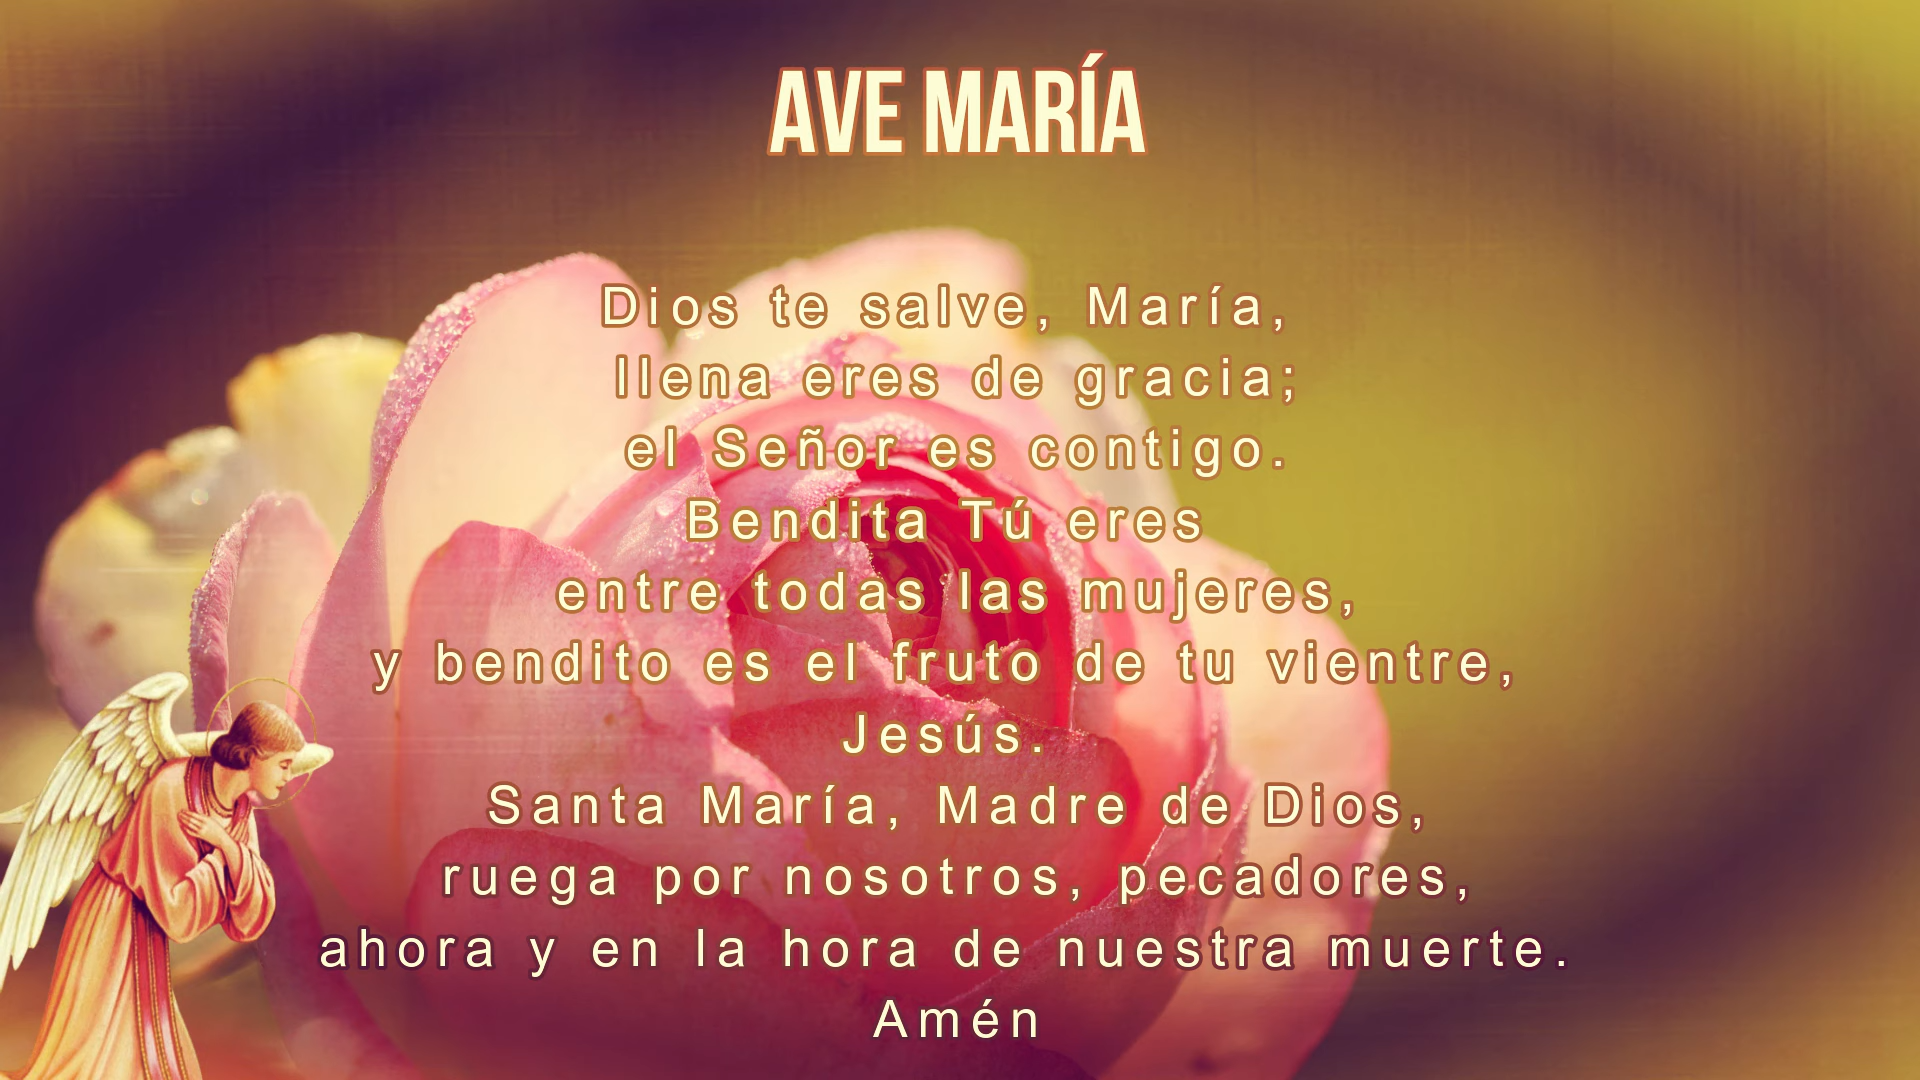 AVE MARÍA
Dios te salve, María,
llena eres de gracia;
el Señor es contigo.
Bendita Tú eres
entre todas las mujeres,
y bendito es el fruto de tu vientre,
Jesús.
Santa María, Madre de Dios,
ruega por nosotros, pecadores,
ahora y en la hora de nuestra muerte.
Amén